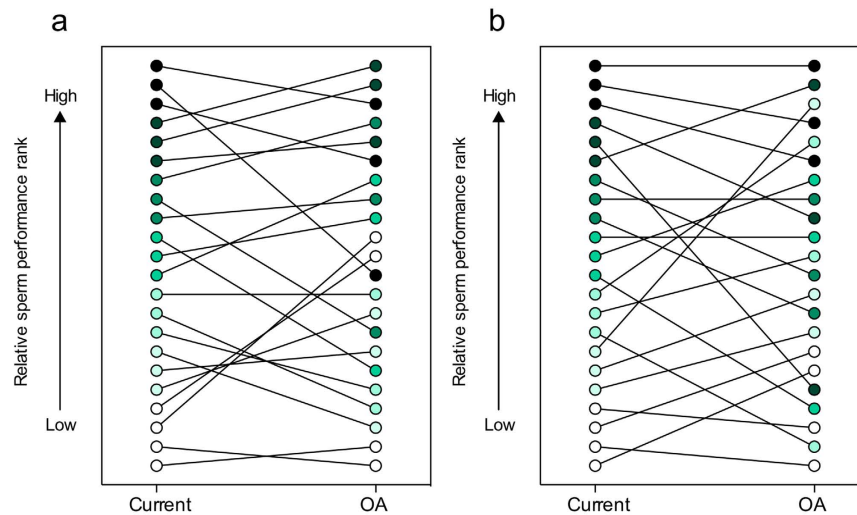 a
High
Relative sperm performance rank
Low
Current OA
b
High
Relative sperm performance rank
Low
Current OA